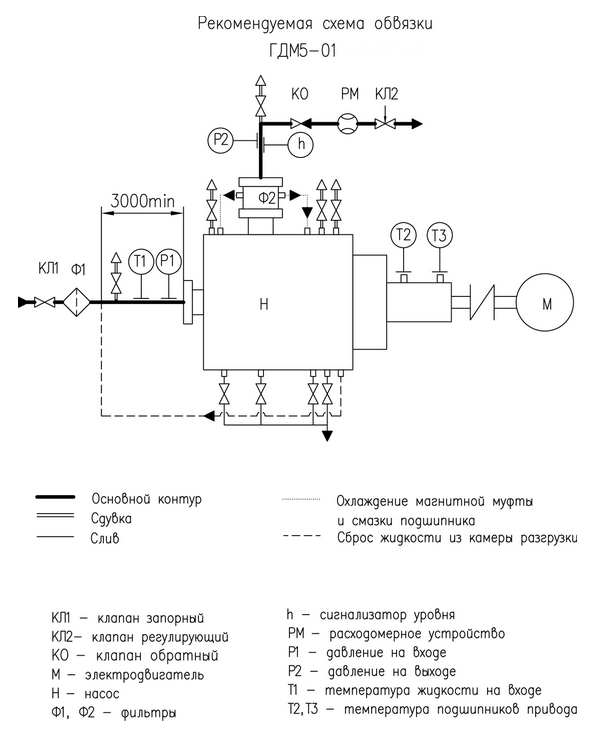 Рекомендуемая схема обвязки
ГДМ5-01
КО РМ КЛ2
Р2 h
Ф2
3000min
Т2 Т3
КЛ1 Ф1 Т1 Р1
Н М
Основной контур
Сдувка
Слив
Охлаждение магнитной муфты
и смазки подшипника
Сброс жидкости из камеры разгрузки
КЛ1 – клапан запорный
КЛ2– клапан регулирующий
КО – клапан обратный
М – электродвигатель
Н – насос
Ф1, Ф2 – фильтры
h – сигнализатор уровня
РМ – расходомерное устройство
Р1 – давление на входе
Р2 – давление на выходе
Т1 – температура жидкости на входе
Т2,Т3 – температура подшипников привода